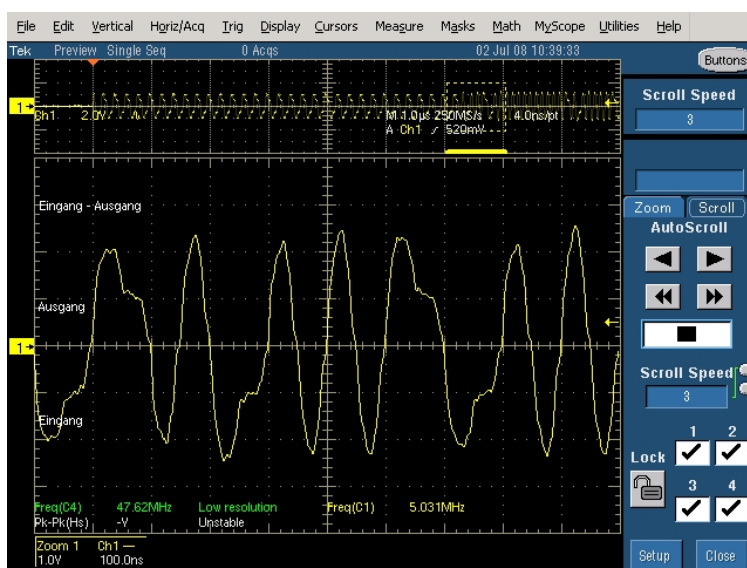 File Edit Vertical Horiz/Acq Trig Display Cursors Measure Masks Math MyScope Utilities Help
Tek Preview Single Seq 0 Acqs 02 Jul 08 10:39:33
Buttons
1
Ch1 2.0V M 1.0µs 250MS/s 4.0ns/pt
A Ch1 520mV
Scroll Speed
3
Zoom Scroll
AutoScroll
Eingang - Ausgang
Ausgang
1
Scroll Speed
3
Eingang
1 2
Lock
3 4
Freq(C4) 47.62MHz Low resolution Freq(C1) 5.031MHz
Pk-Pk(Hs) -V Unstable
Zoom 1 Ch1
1.0V 100.0ns
Setup Close